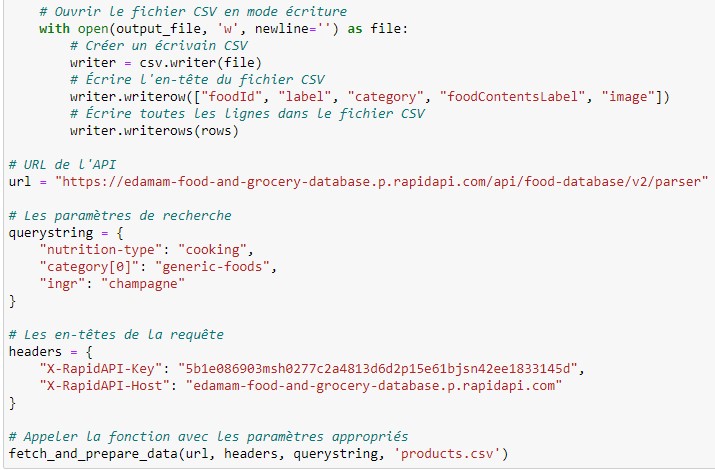 # Ouvrir le fichier CSV en mode écriture
with open(output_file, 'w', newline='') as file:
# Créer un écrivain CSV
writer = csv.writer(file)
# Écrire l'en-tête du fichier CSV
writer.writerow(["foodId", "label", "category", "foodContentsLabel", "image"])
# Écrire toutes les lignes dans le fichier CSV
writer.writerows(rows)
# URL de l'API
url = "https://edamam-food-and-grocery-database.p.rapidapi.com/api/food-database/v2/parser"
# Les paramètres de recherche
querystring = {
"nutrition-type": "cooking",
"category[0]": "generic-foods",
"ingr": "champagne"
}
# Les en-têtes de la requête
headers = {
"X-RapidAPI-Key": "5b1e086903msh0277c2a4813d6d2p15e61bjsn42ee1833145d",
"X-RapidAPI-Host": "edamam-food-and-grocery-database.p.rapidapi.com"
}
# Appeler la fonction avec les paramètres appropriés
fetch_and_prepare_data(url, headers, querystring, 'products.csv')